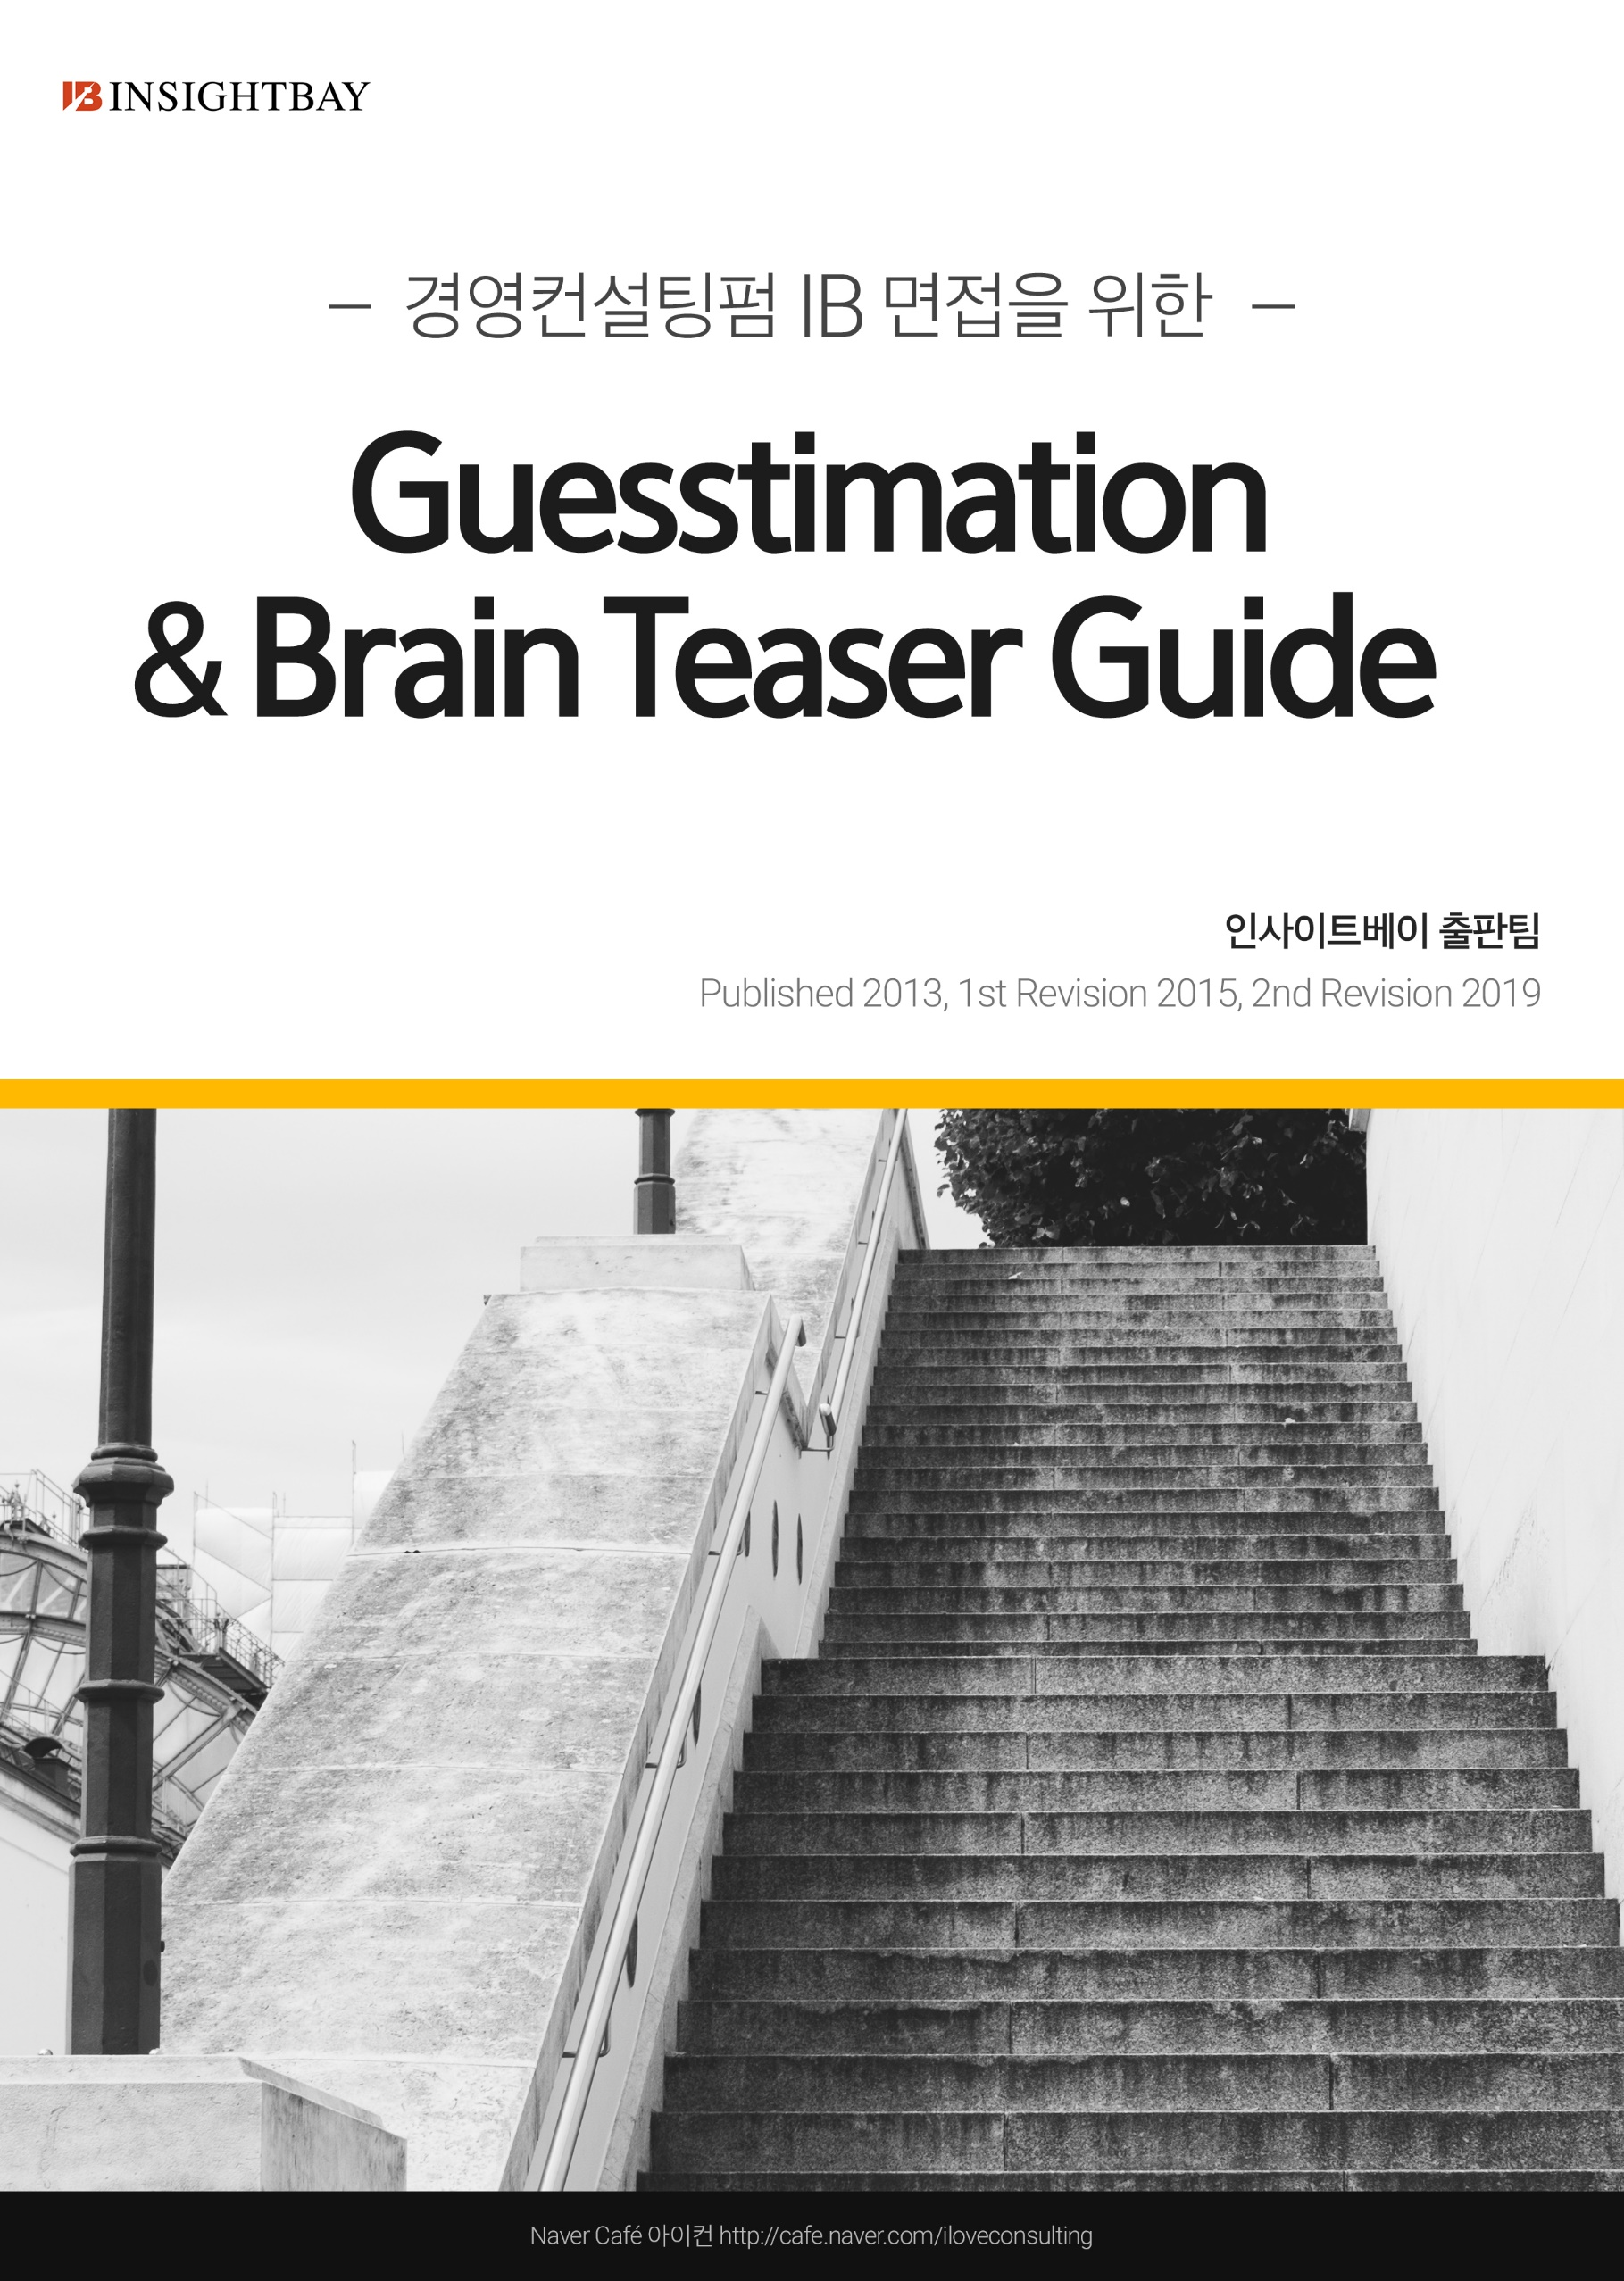 INSIGHTBAY
— 경영컨설팅펌 IB 면접을 위한 —
Guesstimation
& Brain Teaser Guide
인사이트베이 출판팀
Published 2013, 1st Revision 2015, 2nd Revision 2019
Naver Café 아이컨 http://cafe.naver.com/iloveconsulting